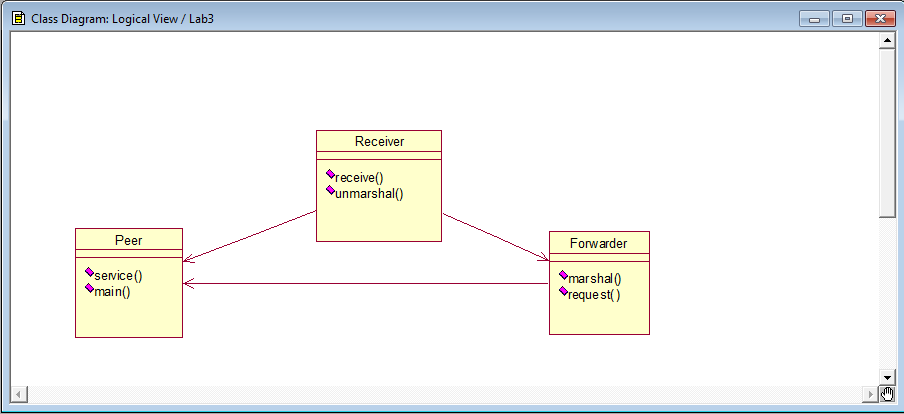 Class Diagram: Logical View / Lab3
Receiver
receive()
unmarshal()
Peer
service()
main()
Forwarder
marshal()
request( )